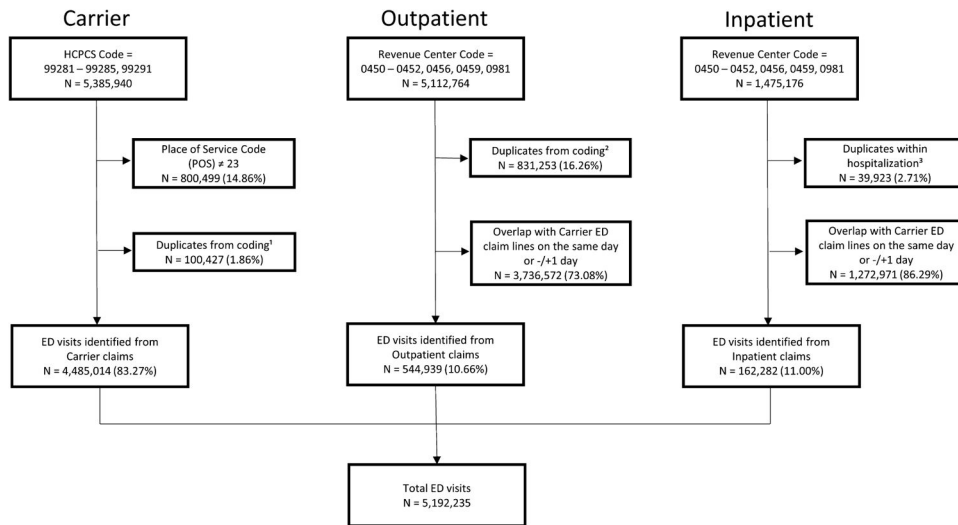 Carrier
HCPCS Code =
99281 – 99285, 99291
N = 5,385,940
Place of Service Code
(POS) ≠ 23
N = 800,499 (14.86%)
Duplicates from coding¹
N = 100,427 (1.86%)
ED visits identified from
Carrier claims
N = 4,485,014 (83.27%)
Outpatient
Revenue Center Code =
0450 – 0452, 0456, 0459, 0981
N = 5,112,764
Duplicates from coding²
N = 831,253 (16.26%)
Overlap with Carrier ED
claim lines on the same day
or -/+1 day
N = 3,736,572 (73.08%)
ED visits identified from
Outpatient claims
N = 544,939 (10.66%)
Inpatient
Revenue Center Code =
0450 – 0452, 0456, 0459, 0981
N = 1,475,176
Duplicates within
hospitalization³
N = 39,923 (2.71%)
Overlap with Carrier ED
claim lines on the same day
or -/+1 day
N = 1,272,971 (86.29%)
ED visits identified from
Inpatient claims
N = 162,282 (11.00%)
Total ED visits
N = 5,192,235